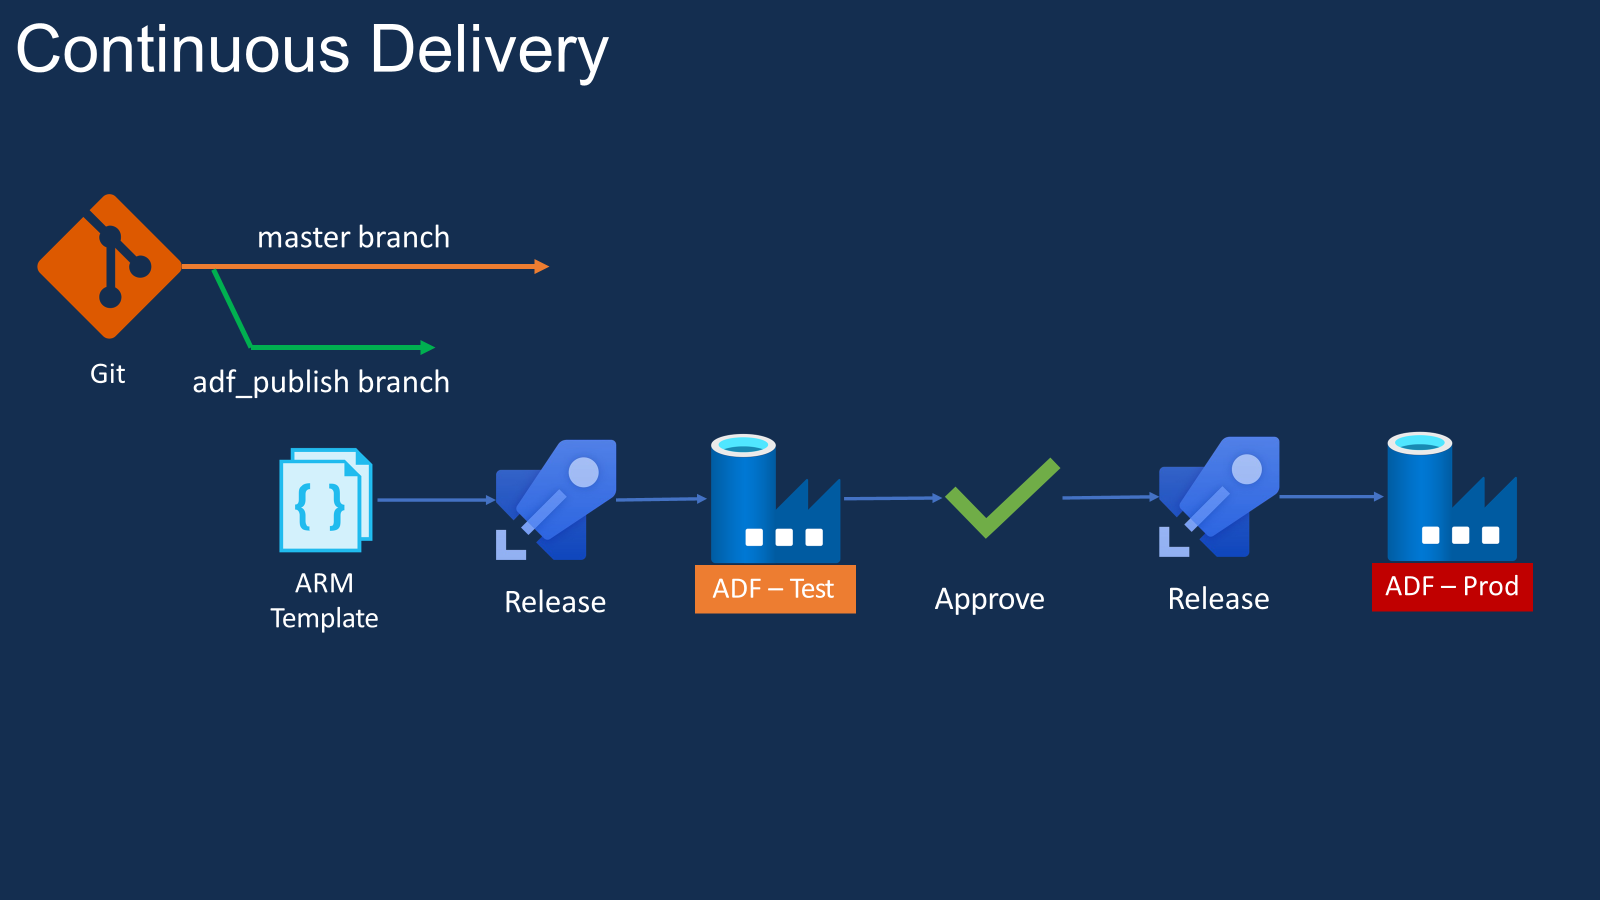 Continuous Delivery
master branch
Git
adf_publish branch
{ }
ARM
Template
Release
ADF – Test
Approve
Release
ADF – Prod